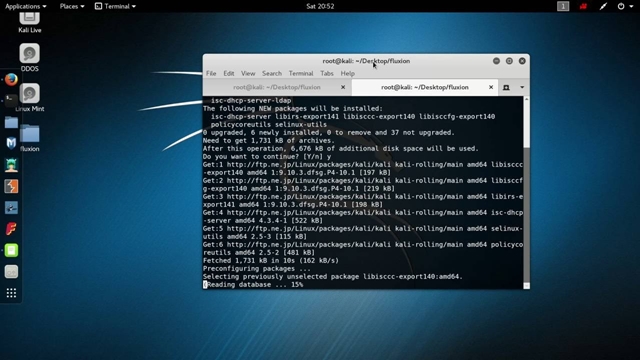 Applications ▾ Places ▾ Terminal ▾ Sat 20:52 1
Kali Live
DDOS
Linux Mint
fluxion
root@kali: ~/Desktop/fluxion
File Edit View Search Terminal Tabs Help
root@kali: ~/Desktop/fluxion × root@kali: ~/Desktop/fluxion ×
isc-dhcp-server-ldap
The following NEW packages will be installed:
isc-dhcp-server libirs-export141 libisccc-export140 libisccfg-export140
policycoreutils selinux-utils
0 upgraded, 6 newly installed, 0 to remove and 37 not upgraded.
Need to get 1,731 kB of archives.
After this operation, 6,676 kB of additional disk space will be used.
Do you want to continue? [Y/n] y
Get:1 http://ftp.ne.jp/Linux/packages/kali/kali kali-rolling/main amd64 libisccc
-export140 amd64 1:9.10.3.dfsg.P4-10.1 [197 kB]
Get:2 http://ftp.ne.jp/Linux/packages/kali/kali kali-rolling/main amd64 libisccf
g-export140 amd64 1:9.10.3.dfsg.P4-10.1 [219 kB]
Get:3 http://ftp.ne.jp/Linux/packages/kali/kali kali-rolling/main amd64 libirs-e
xport141 amd64 1:9.10.3.dfsg.P4-10.1 [198 kB]
Get:4 http://ftp.ne.jp/Linux/packages/kali/kali kali-rolling/main amd64 isc-dhcp
-server amd64 4.3.4-1 [522 kB]
Get:5 http://ftp.ne.jp/Linux/packages/kali/kali kali-rolling/main amd64 selinux-
utils amd64 2.5-3 [115 kB]
Get:6 http://ftp.ne.jp/Linux/packages/kali/kali kali-rolling/main amd64 policyco
reutils amd64 2.5-2 [481 kB]
Fetched 1,731 kB in 10s (162 kB/s)
Preconfiguring packages ...
Selecting previously unselected package libisccc-export140:amd64.
(Reading database ... 15%